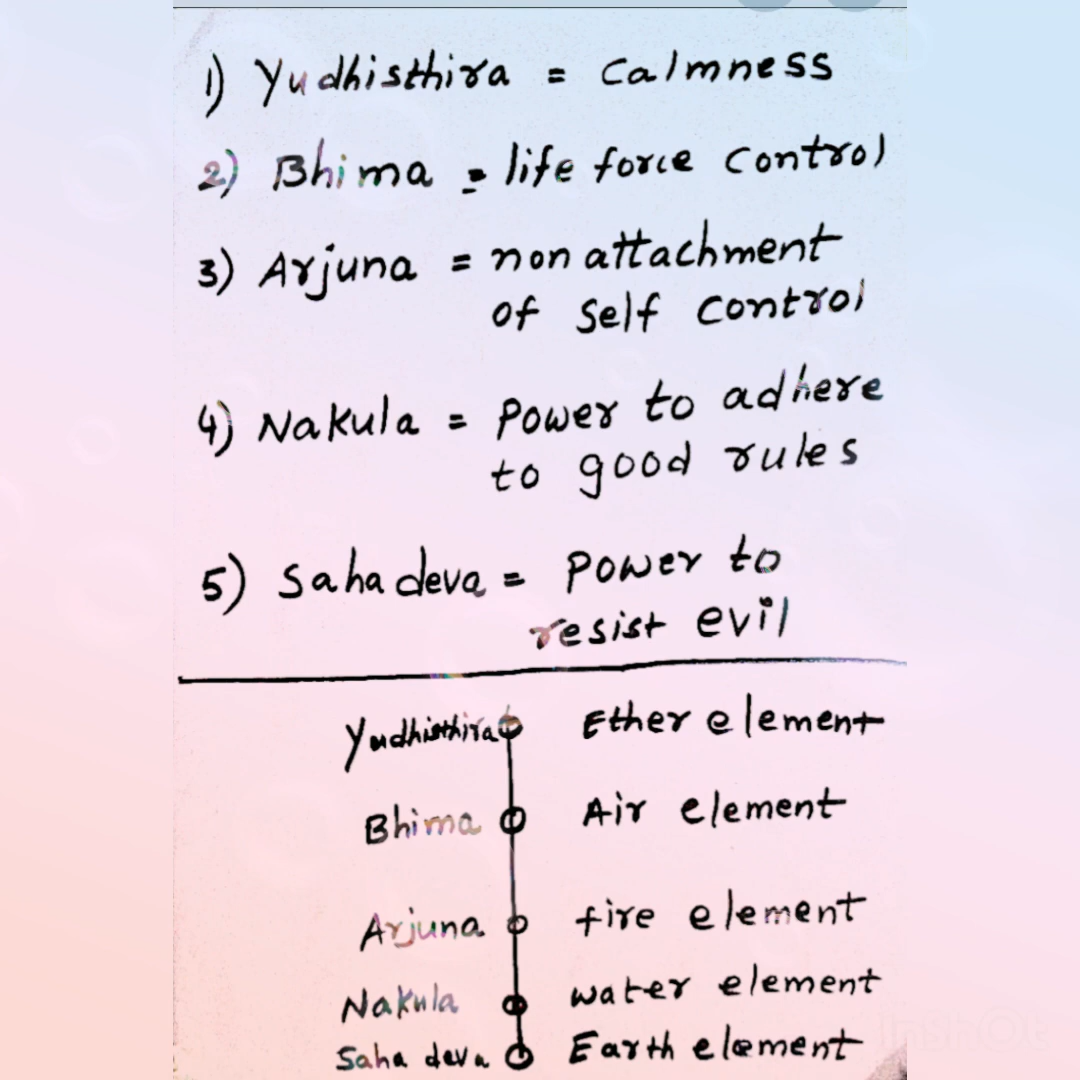 1) Yudhisthira = Calmness
2) Bhima = life force control
3) Arjuna = non attachment
of self control
4) Nakula = Power to adhere
to good rules
5) Sahadeva = Power to
resist evil
Yudhisthira Ether element
Bhima Air element
Arjuna fire element
Nakula water element
Saha deva Earth element
InShOt